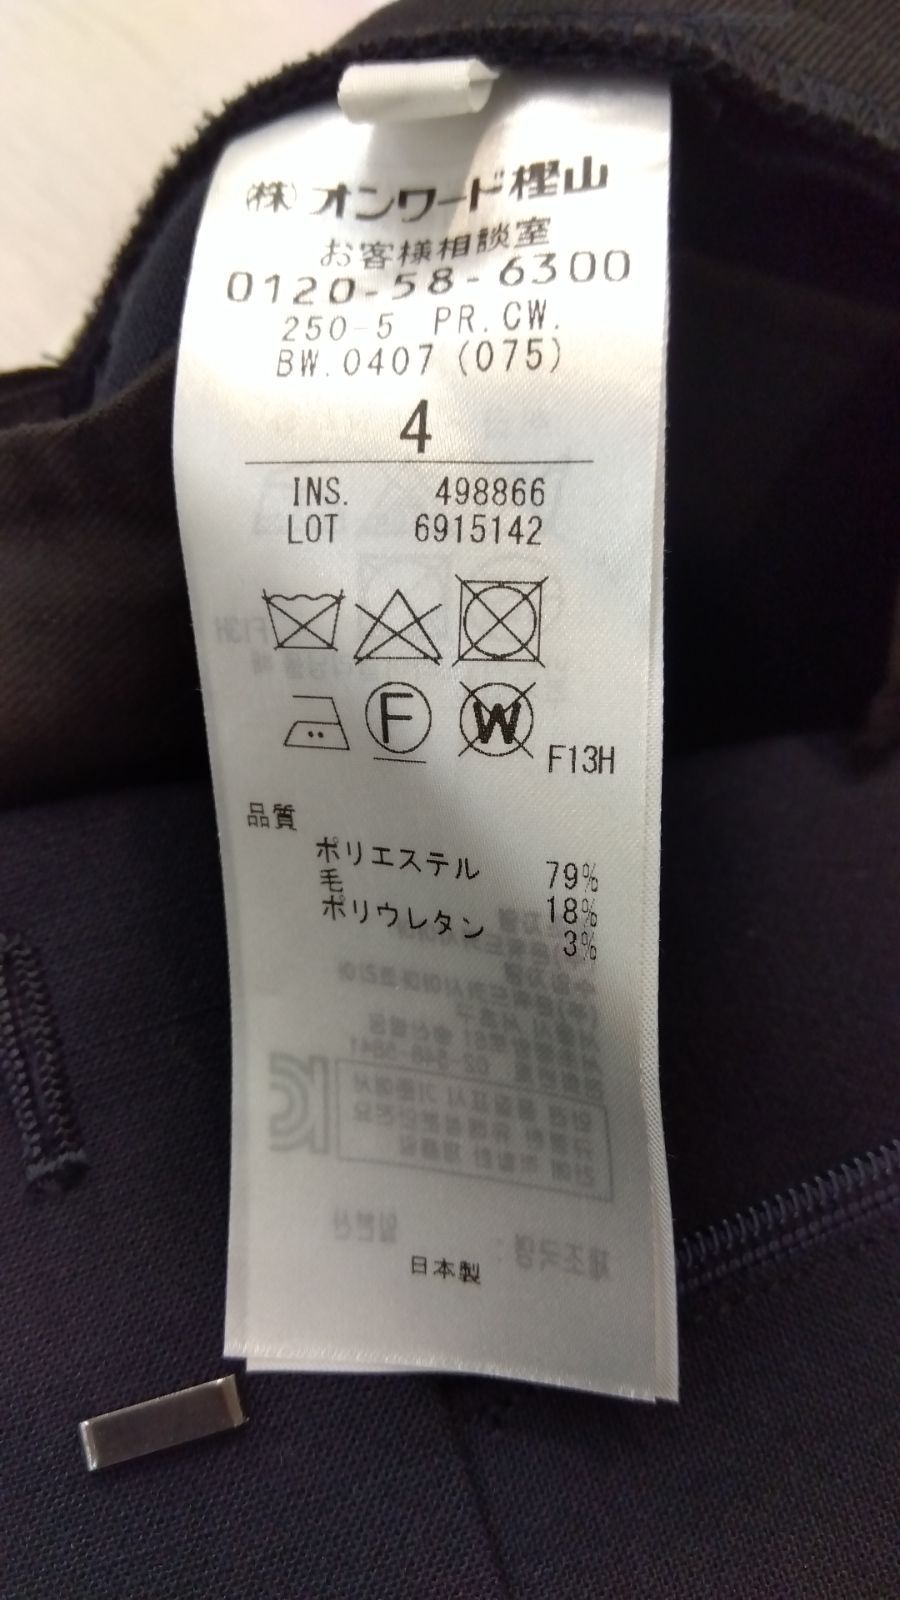 ㈱ オンワード樫山
お客様相談室
0120-58-6300
250-5 PR.CW.
BW.0407 (075)
4
INS. 498866
LOT 6915142
F
W
F13H
品質
ポリエステル 79%
毛 18%
ポリウレタン 3%
日本製